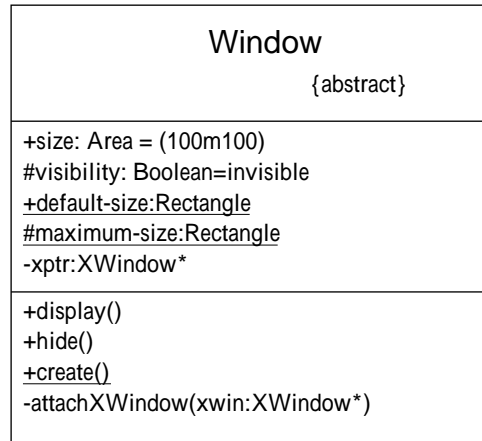 Window
{abstract}
+size: Area = (100m100)
#visibility: Boolean=invisible
+default-size:Rectangle
#maximum-size:Rectangle
-xptr:XWindow*
+display()
+hide()
+create()
-attachXWindow(xwin:XWindow*)